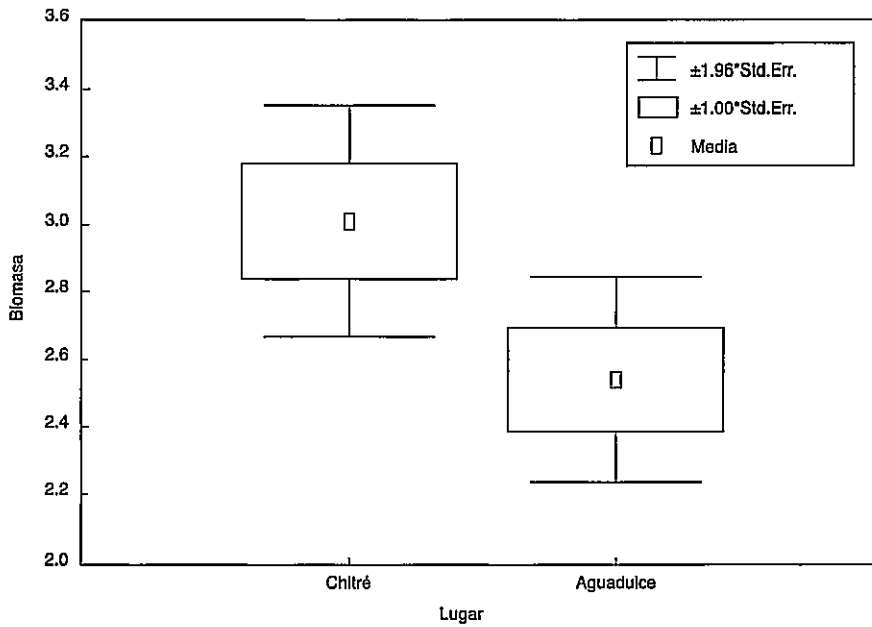 3.6
3.4
3.2
3.0
2.8
2.6
2.4
2.2
2.0
Biomasa
±1.96*Std.Err.
±1.00*Std.Err.
Media
Chitré
Aguadulce
Lugar